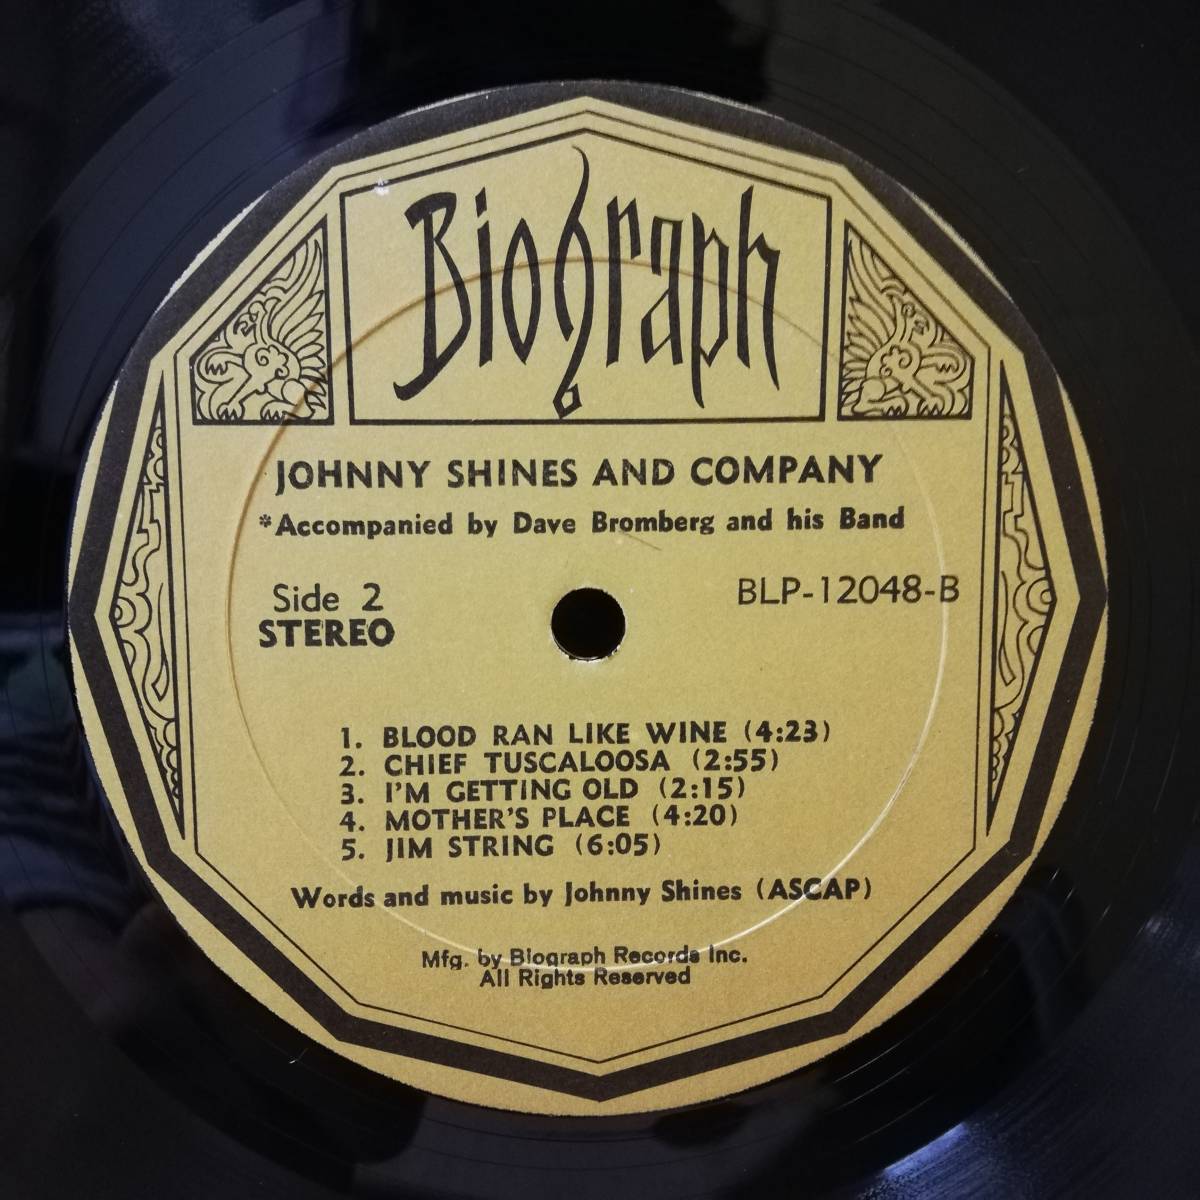 Biograph
JOHNNY SHINES AND COMPANY
*Accompanied by Dave Bromberg and his Band
Side 2
BLP-12048-B
STEREO
1. BLOOD RAN LIKE WINE (4:23)
2. CHIEF TUSCALOOSA (2:55)
3. I'M GETTING OLD (2:15)
4. MOTHER'S PLACE (4:20)
5. JIM STRING (6:05)
Words and music by Johnny Shines (ASCAP)
Mfg. by Biograph Records Inc.
All Rights Reserved